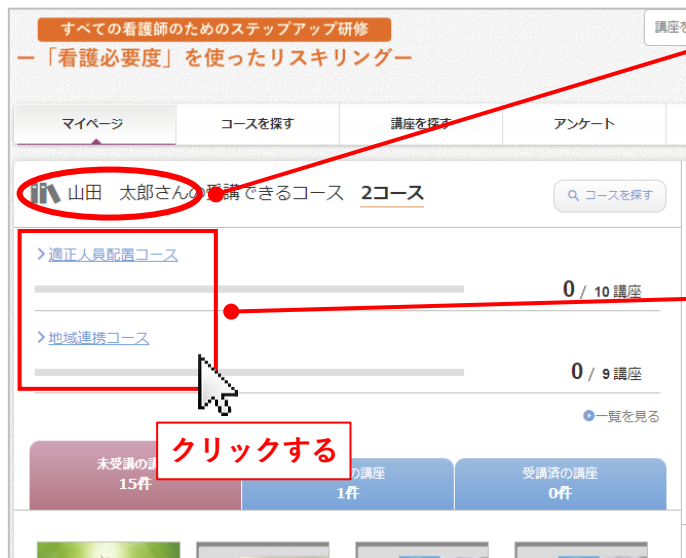 すべての看護師のためのステップアップ研修
講座を
ー「看護必要度」を使ったリスキリングー
マイページ
コースを探す
講座を探す
アンケート
山田 太郎さんの受講できるコース 2コース
コースを探す
適正人員配置コース
0 / 10 講座
地域連携コース
0 / 9 講座
一覧を見る
クリックする
未受講の講
15件
の講座
1件
受講済の講座
0件